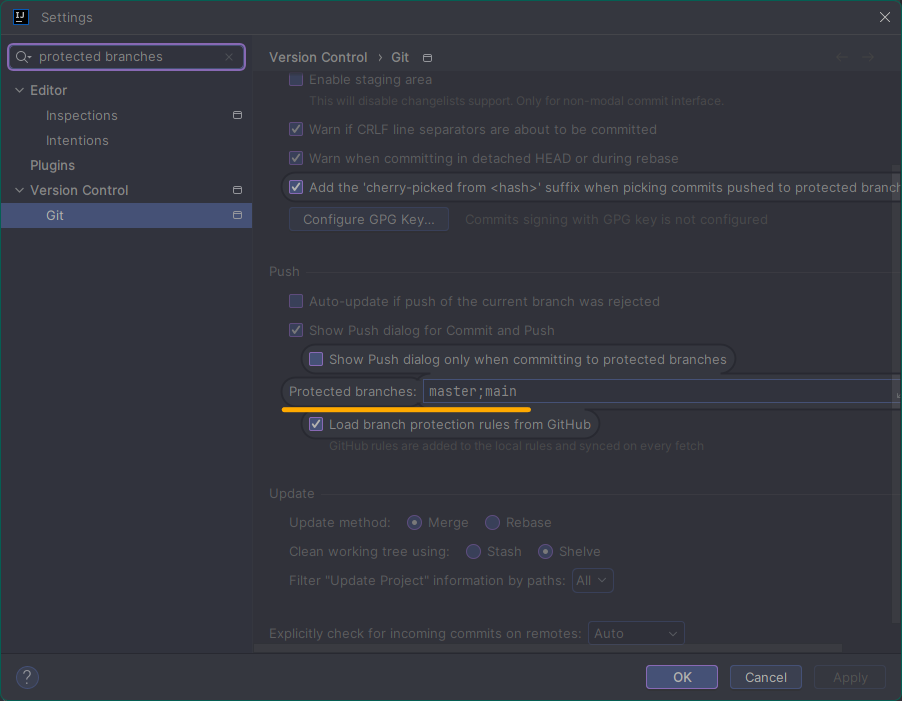 IJ
Settings
protected branches
Editor
Inspections
Intentions
Plugins
Version Control
Git
Version Control › Git
Enable staging area
This will disable changelists support. Only for non-modal commit interface.
Warn if CRLF line separators are about to be committed
Warn when committing in detached HEAD or during rebase
Add the 'cherry-picked from <hash>' suffix when picking commits pushed to protected branch
Configure GPG Key... Commits signing with GPG key is not configured
Push
Auto-update if push of the current branch was rejected
Show Push dialog for Commit and Push
Show Push dialog only when committing to protected branches
Protected branches: master;main
Load branch protection rules from GitHub
GitHub rules are added to the local rules and synced on every fetch
Update
Update method: Merge Rebase
Clean working tree using: Stash Shelve
Filter "Update Project" information by paths: All
Explicitly check for incoming commits on remotes: Auto
? OK Cancel Apply